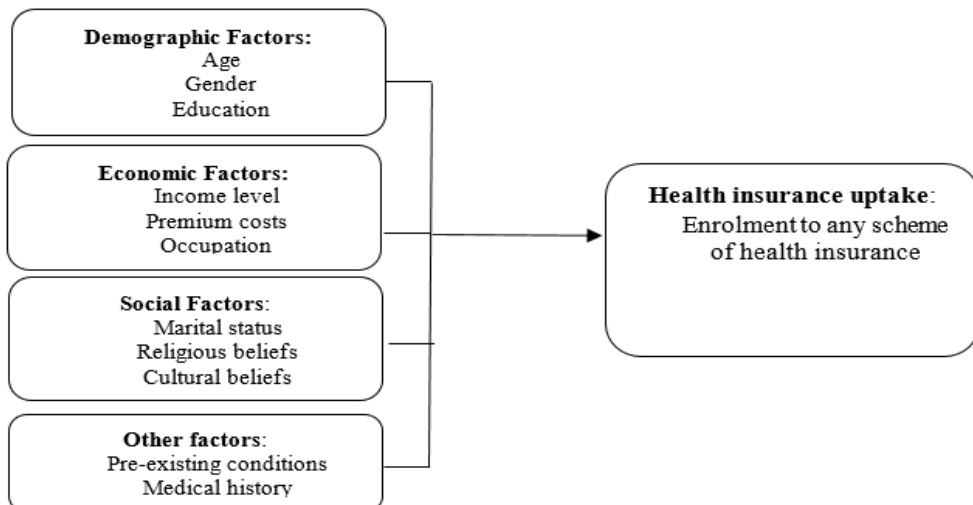 Demographic Factors:
Age
Gender
Education
Economic Factors:
Income level
Premium costs
Occupation
Social Factors:
Marital status
Religious beliefs
Cultural beliefs
Other factors:
Pre-existing conditions
Medical history
Health insurance uptake:
Enrolment to any scheme
of health insurance